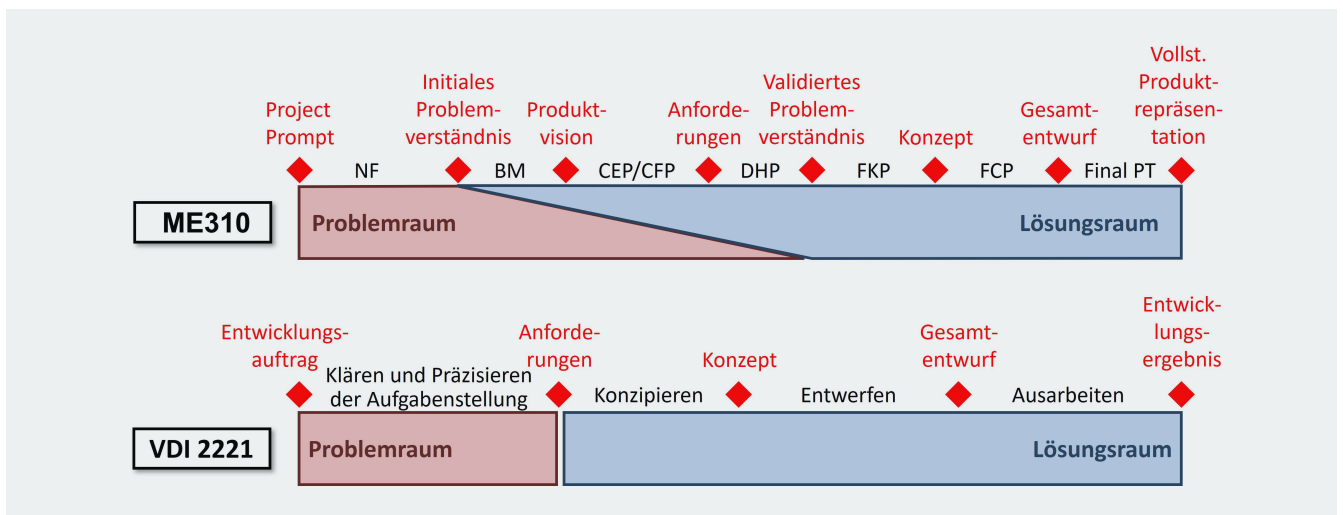 Project
Prompt
Initiales
Problem-
verständnis
Produkt-
vision
Anforde-
rungen
Validiertes
Problem-
verständnis
Konzept
Gesamt-
entwurf
Vollst.
Produkt-
repräsen-
tation
NF
BM
CEP/CFP
DHP
FKP
FCP
Final PT
ME310
Problemraum
Lösungsraum
Entwicklungs-
auftrag
Anforde-
rungen
Konzept
Gesamt-
entwurf
Entwick-
lungs-
ergebnis
Klären und Präzisieren
der Aufgabenstellung
Konzipieren
Entwerfen
Ausarbeiten
VDI 2221
Problemraum
Lösungsraum